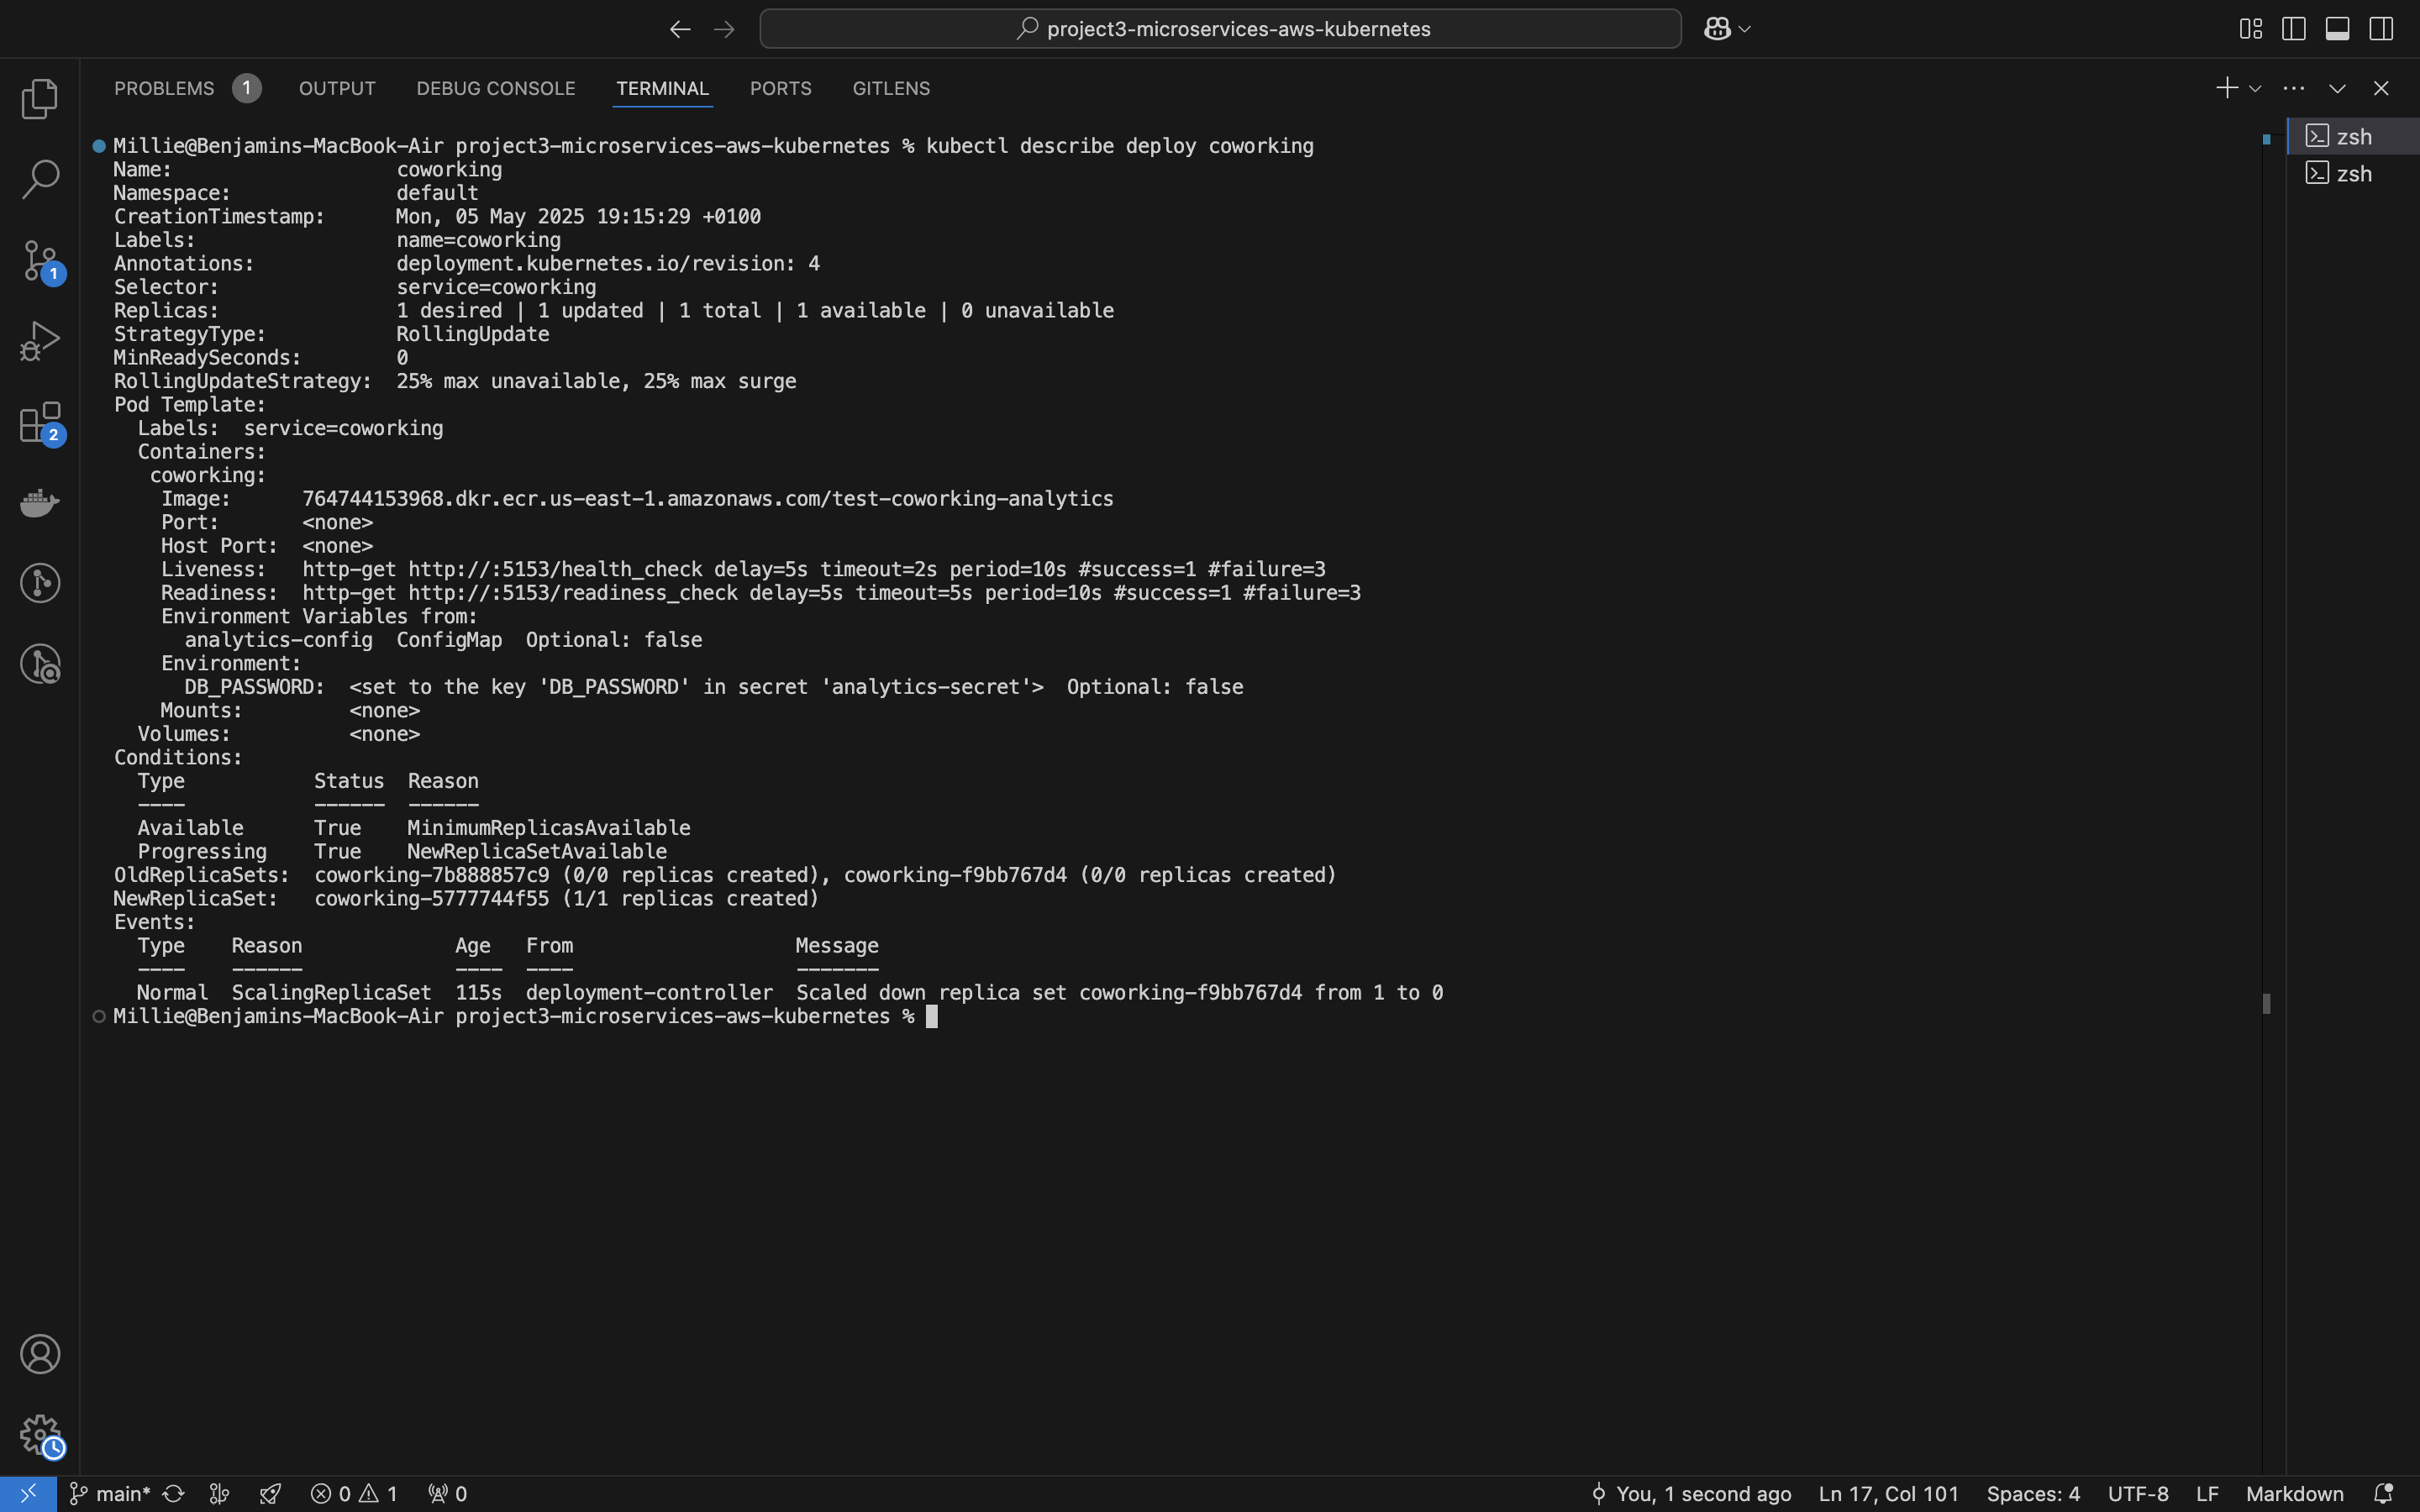 project3-microservices-aws-kubernetes
PROBLEMS 1 OUTPUT DEBUG CONSOLE TERMINAL PORTS GITLENS
Millie@Benjamins-MacBook-Air project3-microservices-aws-kubernetes % kubectl describe deploy coworking
Name:                   coworking
Namespace:              default
CreationTimestamp:      Mon, 05 May 2025 19:15:29 +0100
Labels:                 name=coworking
Annotations:            deployment.kubernetes.io/revision: 4
Selector:               service=coworking
Replicas:               1 desired | 1 updated | 1 total | 1 available | 0 unavailable
StrategyType:           RollingUpdate
MinReadySeconds:        0
RollingUpdateStrategy:  25% max unavailable, 25% max surge
Pod Template:
  Labels:  service=coworking
  Containers:
   coworking:
    Image:      764744153968.dkr.ecr.us-east-1.amazonaws.com/test-coworking-analytics
    Port:       <none>
    Host Port:  <none>
    Liveness:   http-get http://:5153/health_check delay=5s timeout=2s period=10s #success=1 #failure=3
    Readiness:  http-get http://:5153/readiness_check delay=5s timeout=5s period=10s #success=1 #failure=3
    Environment Variables from:
      analytics-config  ConfigMap  Optional: false
    Environment:
      DB_PASSWORD:  <set to the key 'DB_PASSWORD' in secret 'analytics-secret'>  Optional: false
    Mounts:         <none>
  Volumes:          <none>
Conditions:
  Type           Status  Reason
  ----           ------  ------
  Available      True    MinimumReplicasAvailable
  Progressing    True    NewReplicaSetAvailable
OldReplicaSets:  coworking-7b888857c9 (0/0 replicas created), coworking-f9bb767d4 (0/0 replicas created)
NewReplicaSet:   coworking-5777744f55 (1/1 replicas created)
Events:
  Type    Reason             Age   From                   Message
  ----    ------             ----  ----                   -------
  Normal  ScalingReplicaSet  115s  deployment-controller  Scaled down replica set coworking-f9bb767d4 from 1 to 0
Millie@Benjamins-MacBook-Air project3-microservices-aws-kubernetes %
zsh
zsh
1
2
main* 0 1 0 You, 1 second ago Ln 17, Col 101 Spaces: 4 UTF-8 LF Markdown